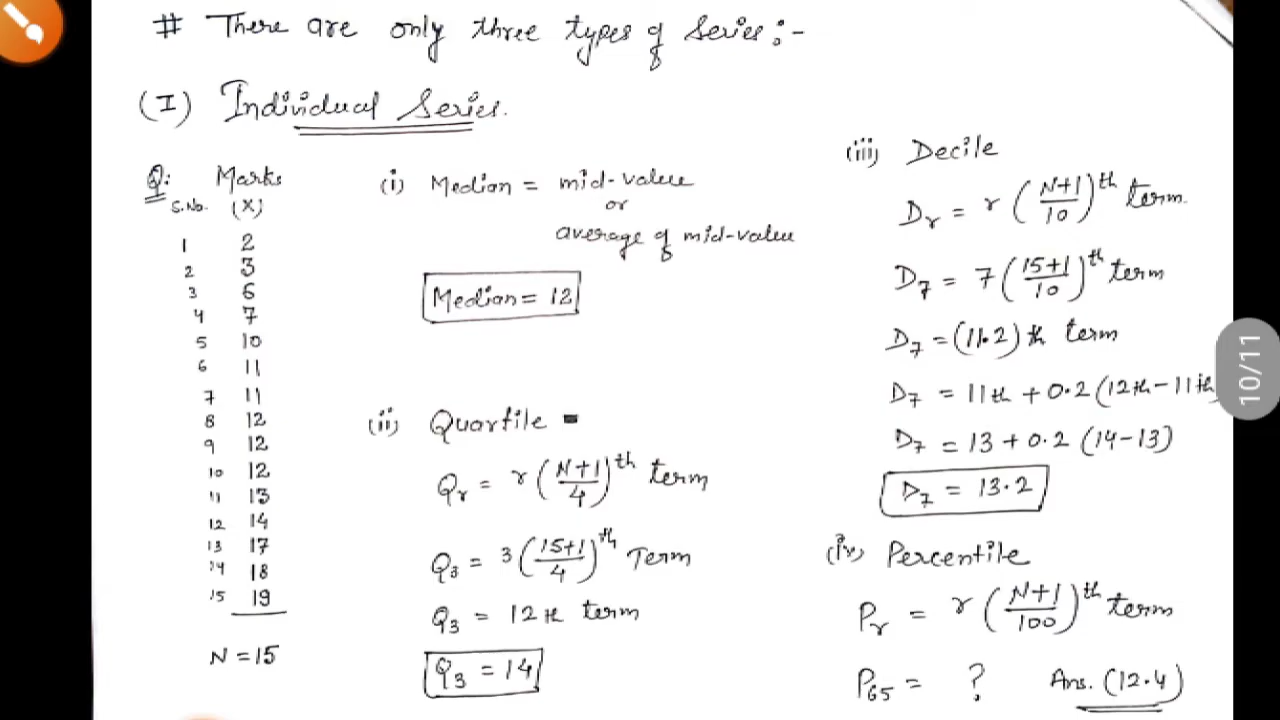 # There are only three types of Series:-
(I) Individual Series.
Q: Marks
S.No. (X)
1 2
2 3
3 6
4 7
5 10
6 11
7 11
8 12
9 12
10 12
11 13
12 14
13 17
14 18
15 19
N = 15
(i) Median = mid-value
or
average of mid-value
Median = 12
(ii) Quartile =
Qr = r (N+1/4)th term
Q3 = 3 (15+1/4)th Term
Q3 = 12th term
Q3 = 14
(iii) Decile
Dr = r (N+1/10)th term.
D7 = 7 (15+1/10)th term
D7 = (11.2)th term
D7 = 11th + 0.2 (12th - 11th)
D7 = 13 + 0.2 (14-13)
D7 = 13.2
(iv) Percentile
Pr = r (N+1/100)th term
P65 = ? Ans. (12.4)
10/11